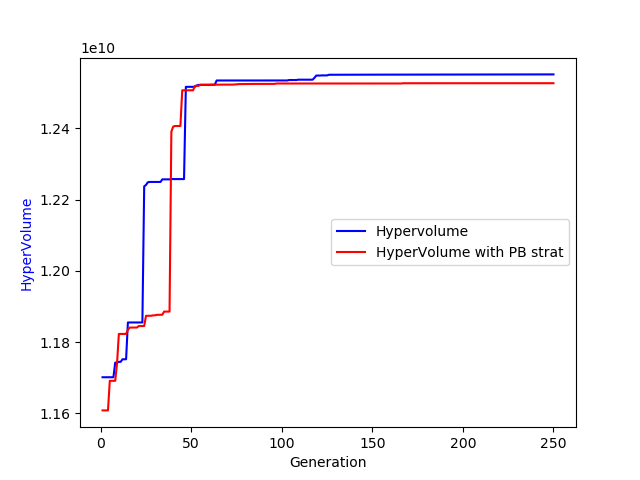 1e10
1.24
1.22
1.20
1.18
1.16
HyperVolume
Hypervolume
HyperVolume with PB strat
0 50 100 150 200 250
Generation